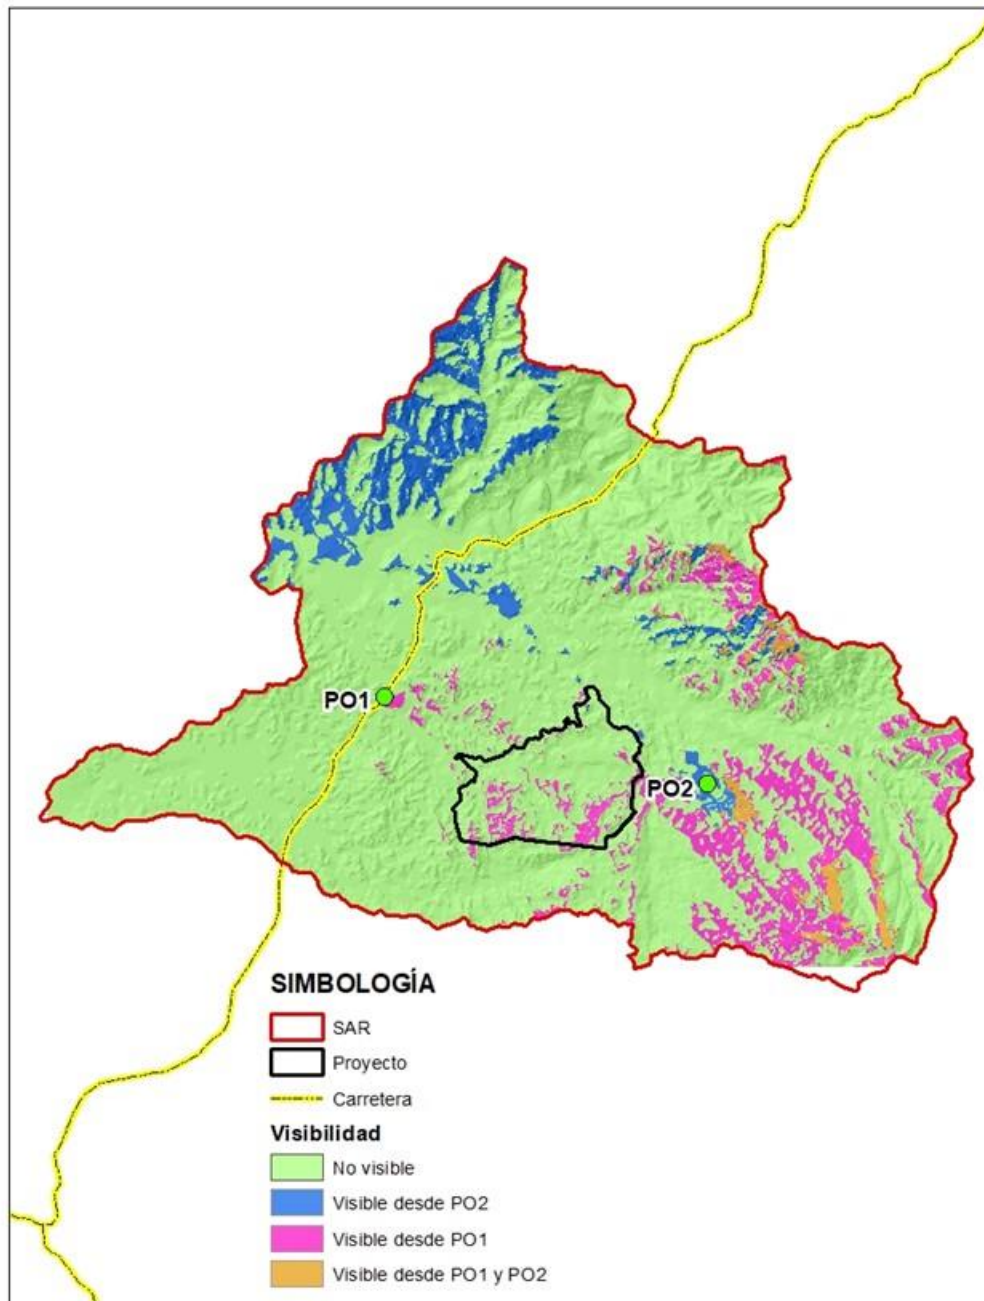 PO1
PO2
SIMBOLOGÍA
SAR
Proyecto
Carretera
Visibilidad
No visible
Visible desde PO2
Visible desde PO1
Visible desde PO1 y PO2